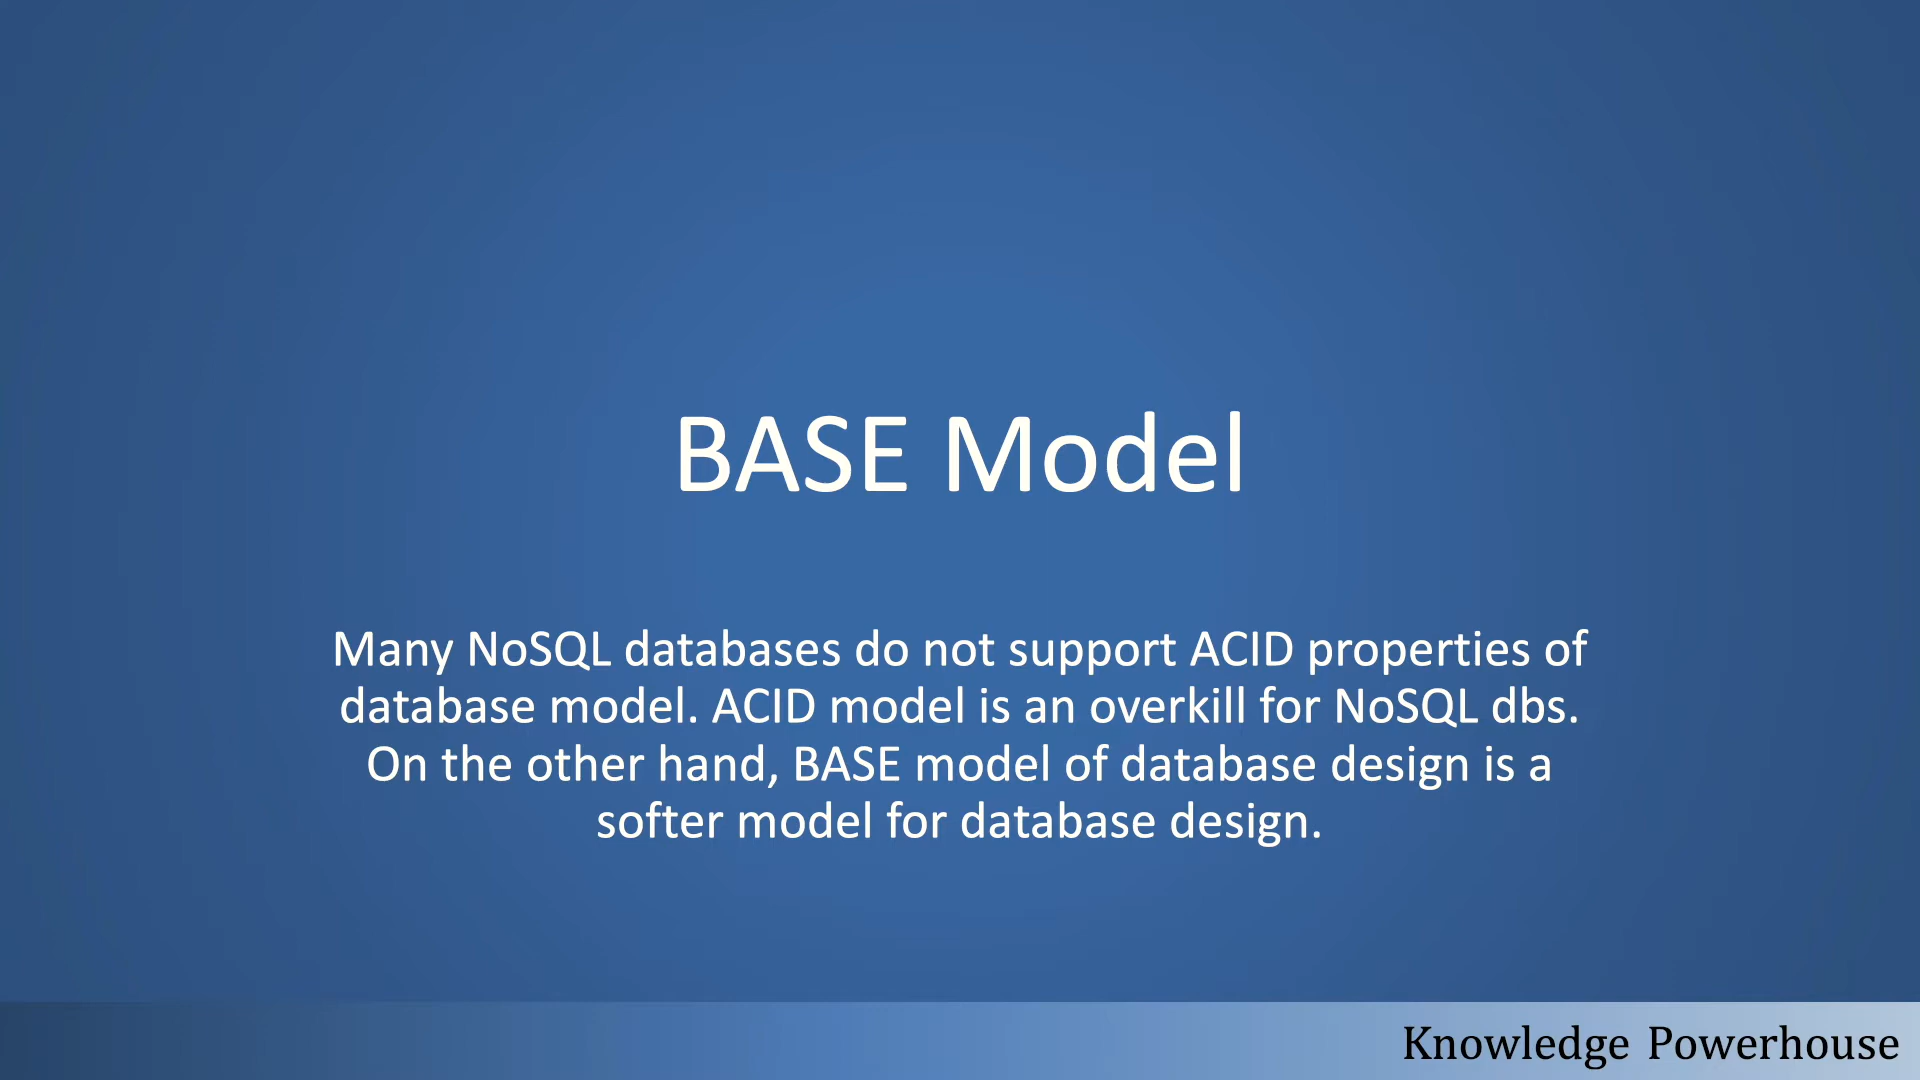 BASE Model
Many NoSQL databases do not support ACID properties of
database model. ACID model is an overkill for NoSQL dbs.
On the other hand, BASE model of database design is a
softer model for database design.
Knowledge Powerhouse